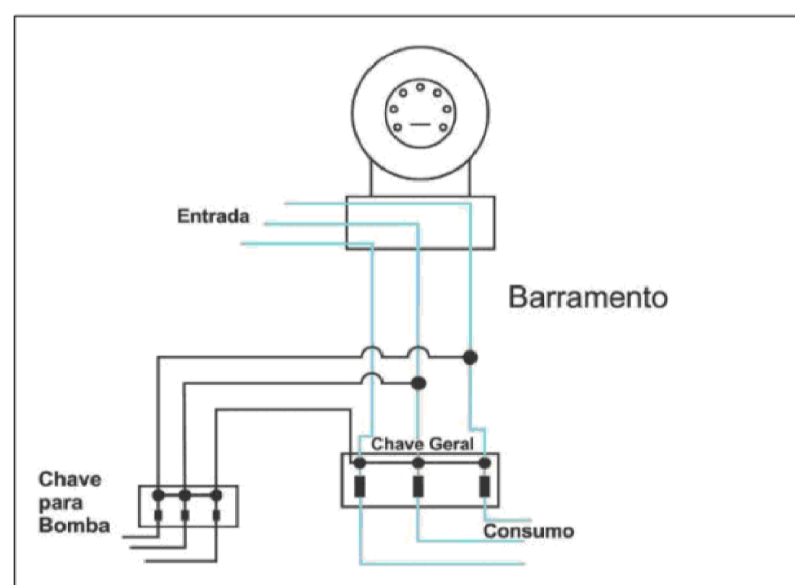 Entrada
Barramento
Chave Geral
Chave
para
Bomba
Consumo